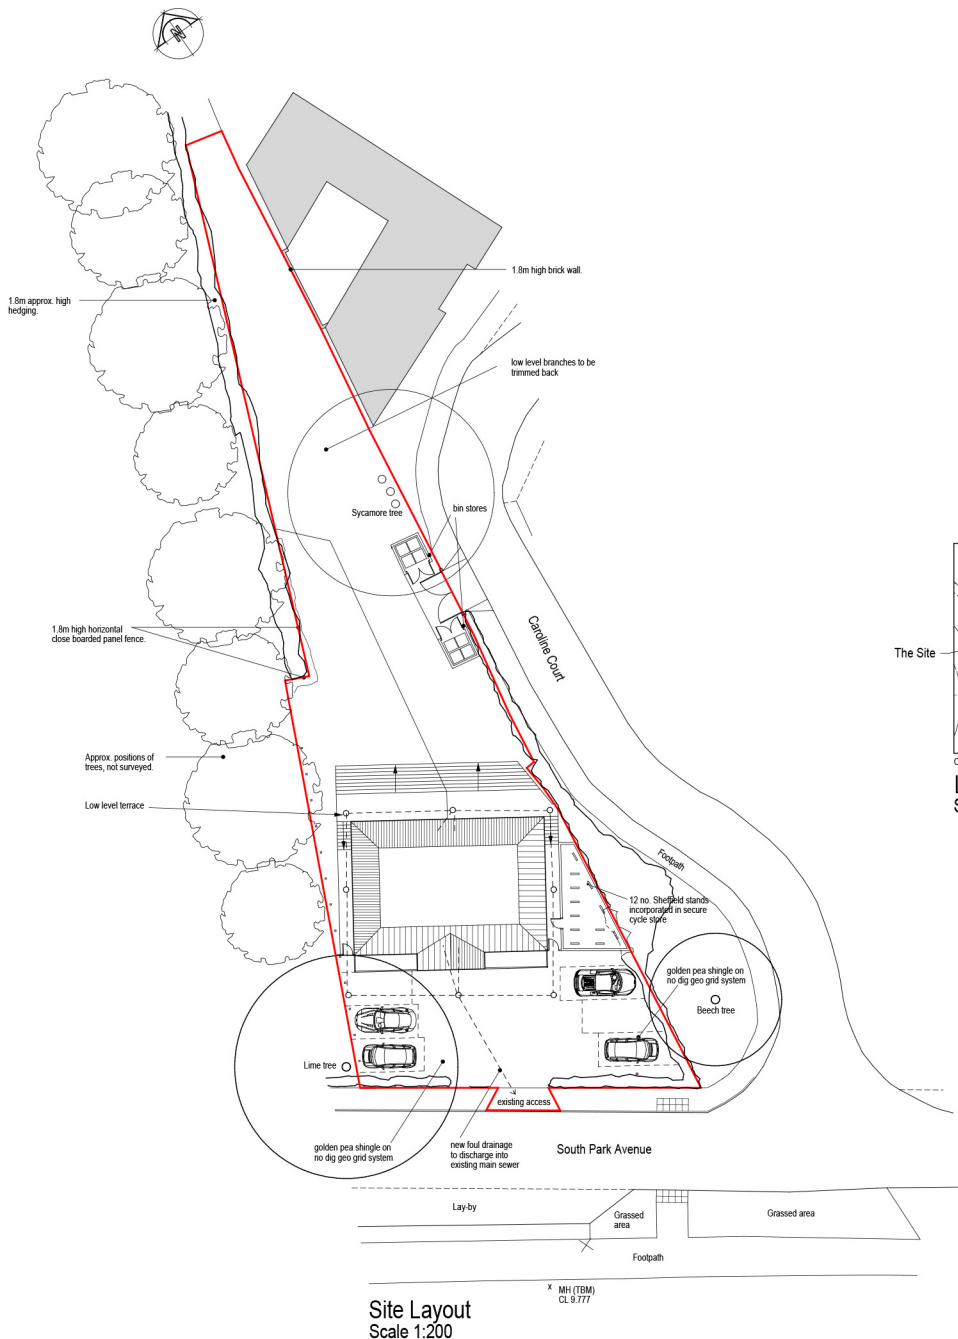 N
1.8m high brick wall.
1.8m approx. high
hedging.
low level branches to be
trimmed back
Sycamore tree
bin stores
1.8m high horizontal
close boarded panel fence.
Caroline Court
The Site
Approx. positions of
trees, not surveyed.
Low level terrace
Footpath
12 no. Sheffield stands
incorporated in secure
cycle store
golden pea shingle on
no dig geo grid system
Beech tree
Lime tree
existing access
golden pea shingle on
no dig geo grid system
new foul drainage
to discharge into
existing main sewer
South Park Avenue
Lay-by
Grassed
area
Grassed area
Footpath
x MH (TBM)
CL 9.777
Site Layout
Scale 1:200